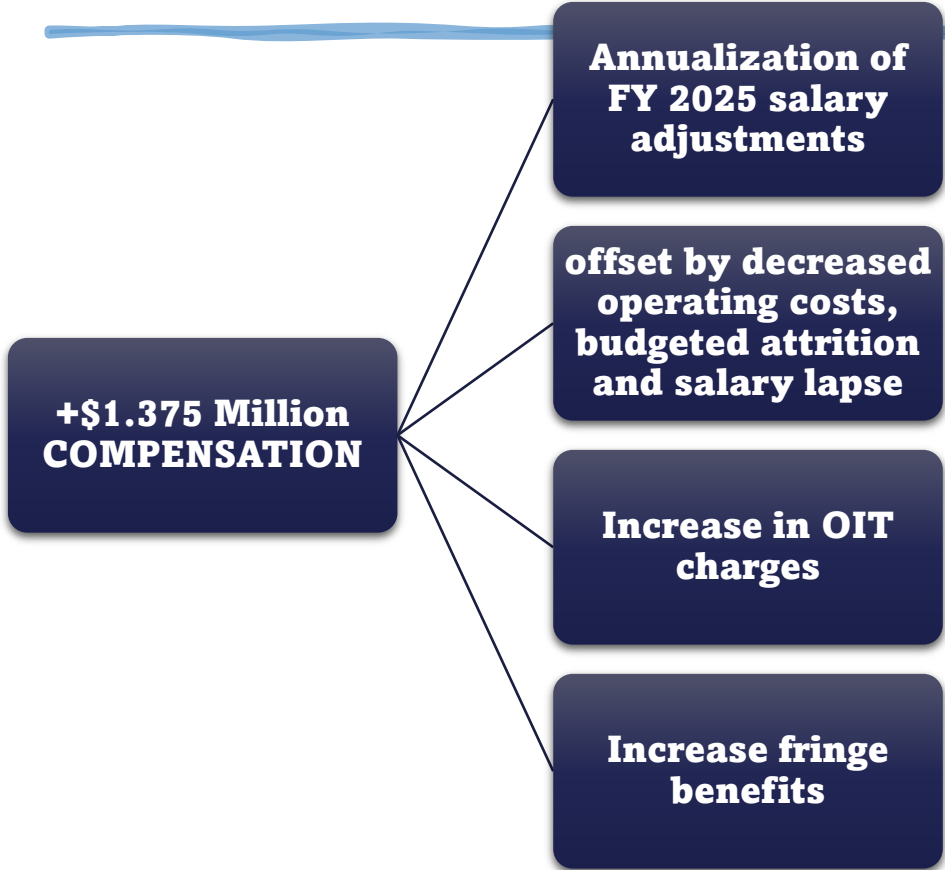 +$1.375 Million
COMPENSATION
Annualization of
FY 2025 salary
adjustments
offset by decreased
operating costs,
budgeted attrition
and salary lapse
Increase in OIT
charges
Increase fringe
benefits